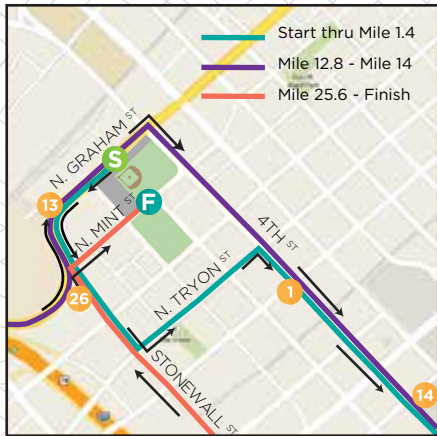 Start thru Mile 1.4
Mile 12.8 - Mile 14
Mile 25.6 - Finish
N. GRAHAM ST
S
13
N. MINT ST
F
4TH ST
26
N. TRYON ST
1
STONEWALL ST
14